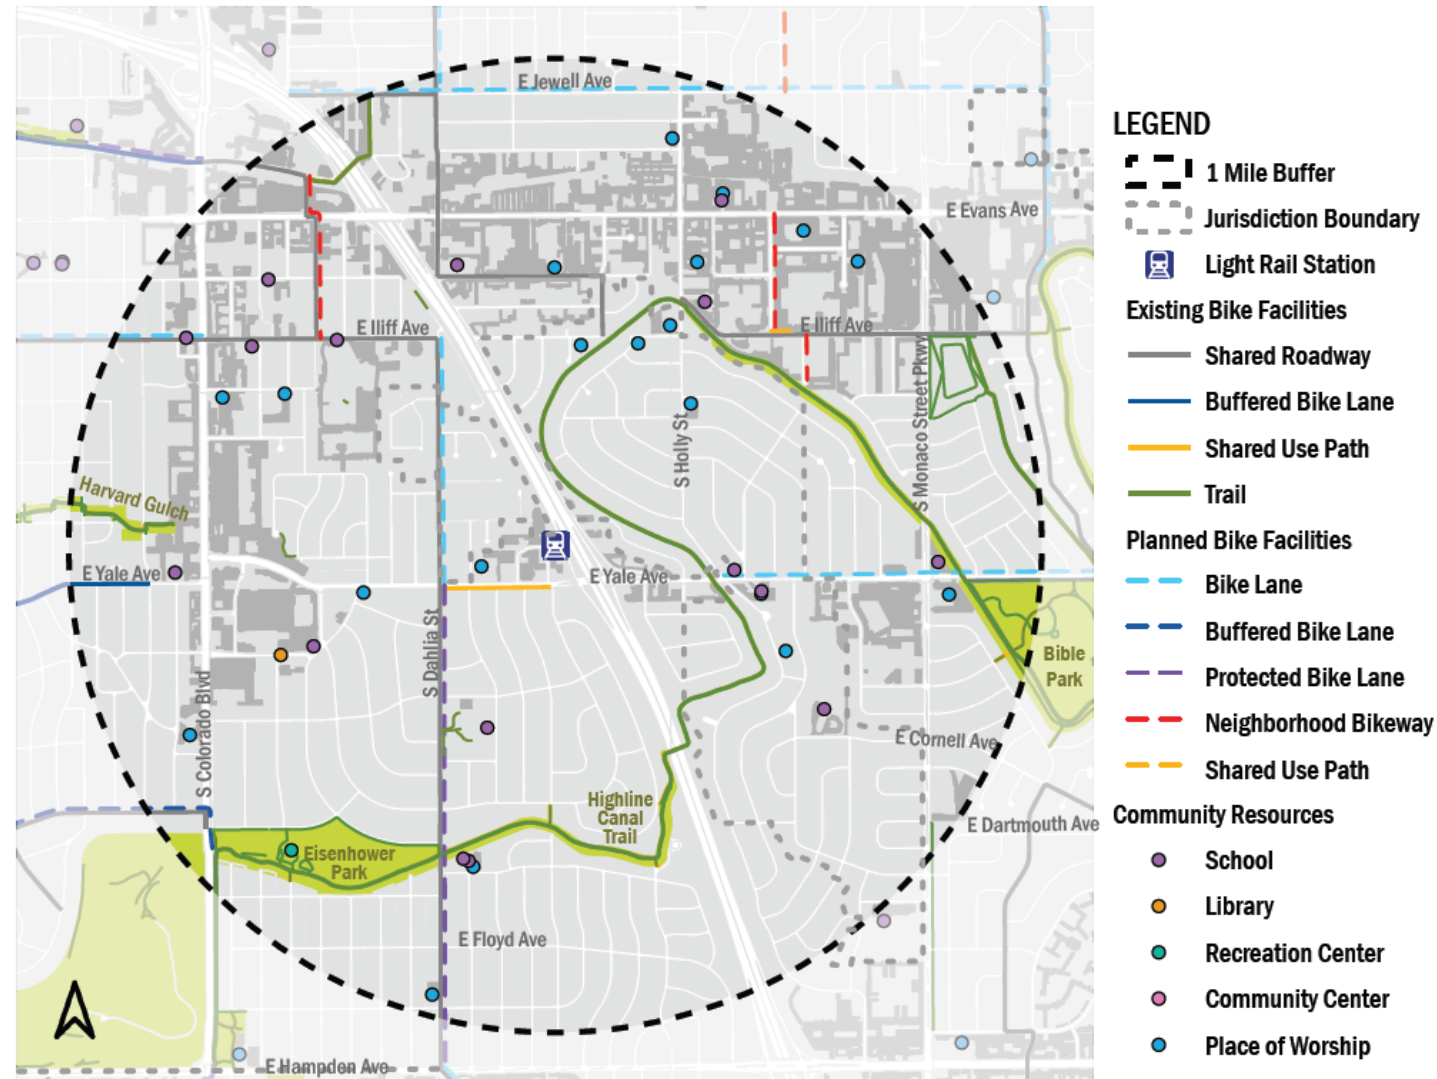 E Jewell Ave
E Evans Ave
E Iliff Ave
E Iliff Ave
S Monaco Street Pkwy
S Holly St
Harvard Gulch
E Yale Ave
E Yale Ave
S Dahlia St
S Colorado Blvd
Bible
Park
E Cornell Ave
Highline
Canal
Trail
E Dartmouth Ave
Eisenhower
Park
E Floyd Ave
E Hampden Ave
LEGEND
1 Mile Buffer
Jurisdiction Boundary
Light Rail Station
Existing Bike Facilities
Shared Roadway
Buffered Bike Lane
Shared Use Path
Trail
Planned Bike Facilities
Bike Lane
Buffered Bike Lane
Protected Bike Lane
Neighborhood Bikeway
Shared Use Path
Community Resources
School
Library
Recreation Center
Community Center
Place of Worship